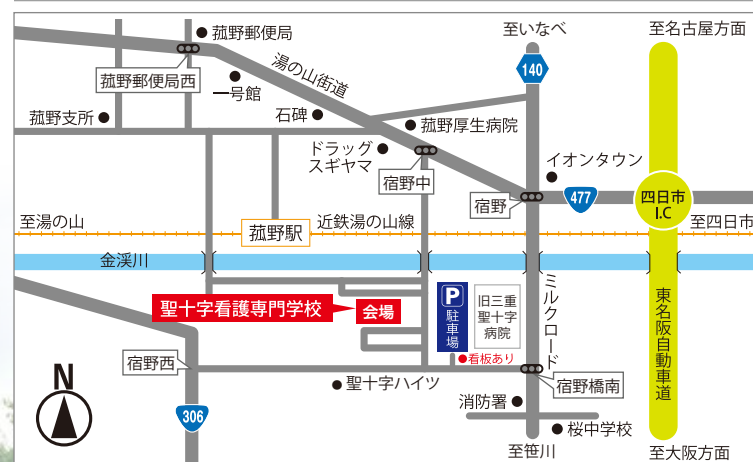 菰野郵便局
至いなべ
至名古屋方面
湯の山街道
140
菰野郵便局西
一号館
石碑
菰野支所
菰野厚生病院
ドラッグ
スギヤマ
宿野中
イオンタウン
宿野
477
四日市
I.C
至湯の山
近鉄湯の山線
至四日市
菰野駅
金渓川
ミルクロード
東名阪自動車道
聖十字看護専門学校
会場
P
駐車場
旧三重
聖十字
病院
●看板あり
宿野西
聖十字ハイツ
宿野橋南
N
306
消防署
桜中学校
至笹川
至大阪方面